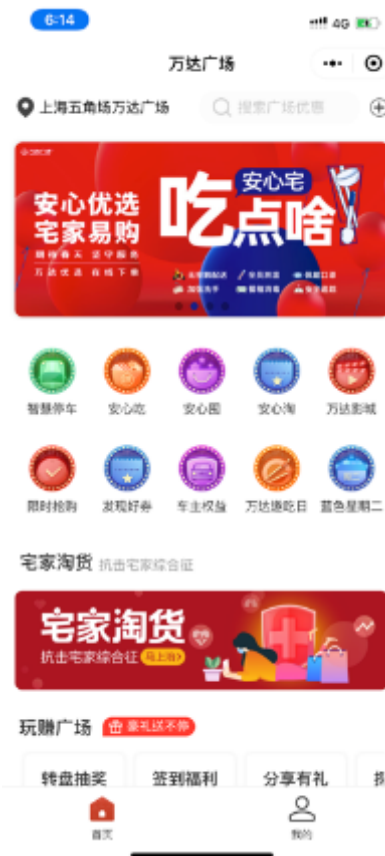 6:14
4G
万达广场
上海五角场万达广场
搜索广场优惠
安心优选
宅家易购
安心宅
吃点啥
万达优选 在线下单
智慧停车
安心吃
安心囤
安心淘
万达影城
限时抢购
发现好券
车主权益
万达道吃日
蓝色星期二
宅家淘货 抗击宅家综合征
宅家淘货
抗击宅家综合征
玩赚广场 豪礼送不停
转盘抽奖
签到福利
分享有礼
首页
我的